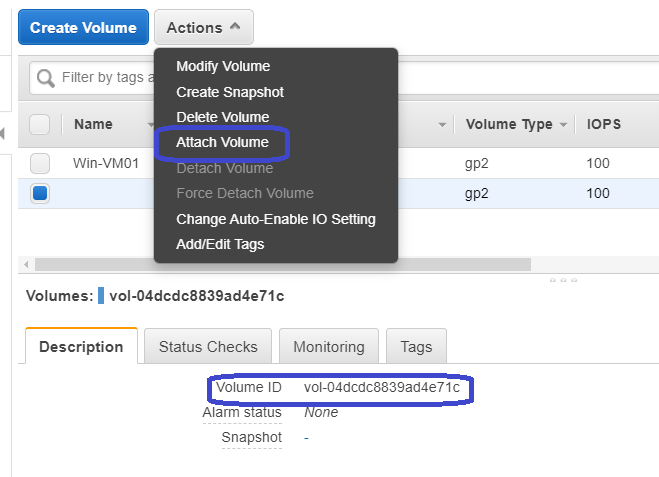 Create Volume Actions
Modify Volume
Filter by tags a
Create Snapshot
Delete Volume
Name Volume Type IOPS
Attach Volume
Win-VM01 gp2 100
Detach Volume
Force Detach Volume
gp2 100
Change Auto-Enable IO Setting
Add/Edit Tags
Volumes: vol-04dcdc8839ad4e71c
Description Status Checks Monitoring Tags
Volume ID vol-04dcdc8839ad4e71c
Alarm status None
Snapshot -